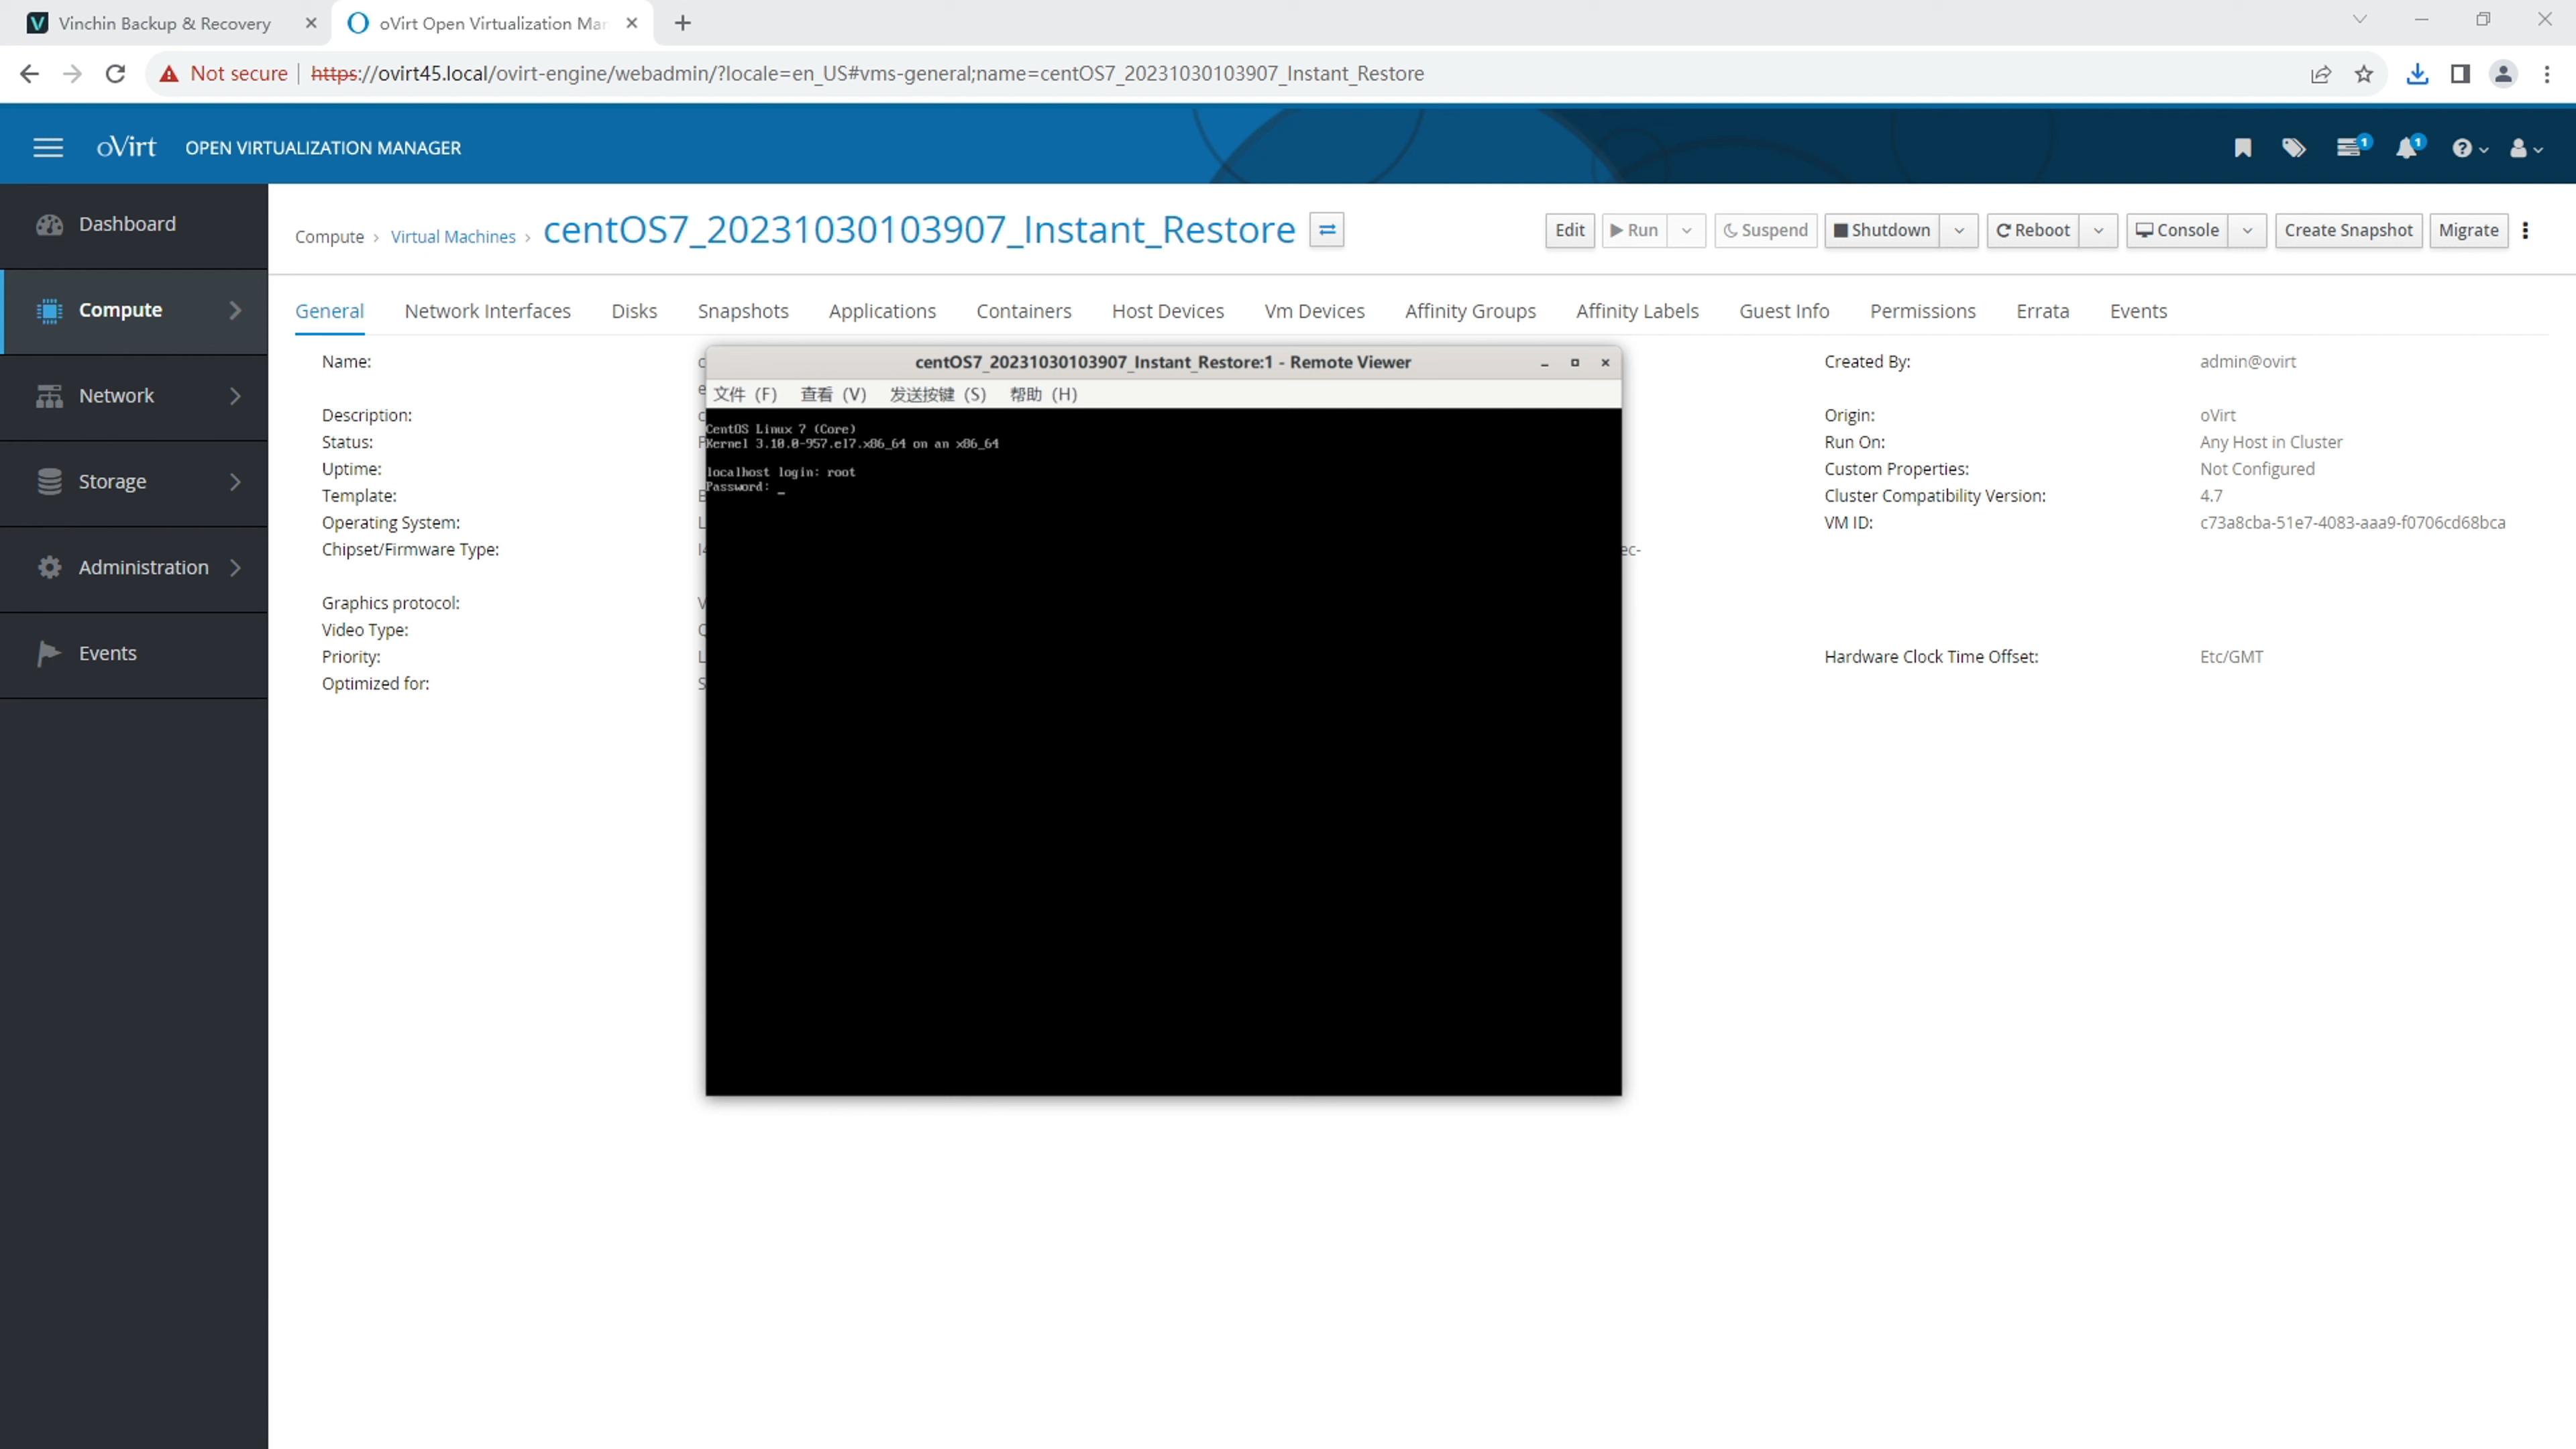 Vinchin Backup & Recovery
oVirt Open Virtualization Mar
Not secure
https://ovirt45.local/ovirt-engine/webadmin/?locale=en_US#vms-general;name=centOS7_20231030103907_Instant_Restore
oVirt OPEN VIRTUALIZATION MANAGER
1
1
Dashboard
Compute
Network
Storage
Administration
Events
Compute > Virtual Machines > centOS7_20231030103907_Instant_Restore
Edit Run Suspend Shutdown Reboot Console Create Snapshot Migrate
General Network Interfaces Disks Snapshots Applications Containers Host Devices Vm Devices Affinity Groups Affinity Labels Guest Info Permissions Errata Events
Name:
Description:
Status:
Uptime:
Template:
Operating System:
Chipset/Firmware Type:
Graphics protocol:
Video Type:
Priority:
Optimized for:
centOS7_20231030103907_Instant_Restore:1 - Remote Viewer
文件 (F) 查看 (V) 发送按键 (S) 帮助 (H)
CentOS Linux 7 (Core)
Kernel 3.10.0-957.el7.x86_64 on an x86_64
localhost login: root
Password: _
ec-
Created By: admin@ovirt
Origin: oVirt
Run On: Any Host in Cluster
Custom Properties: Not Configured
Cluster Compatibility Version: 4.7
VM ID: c73a8cba-51e7-4083-aaa9-f0706cd68bca
Hardware Clock Time Offset: Etc/GMT